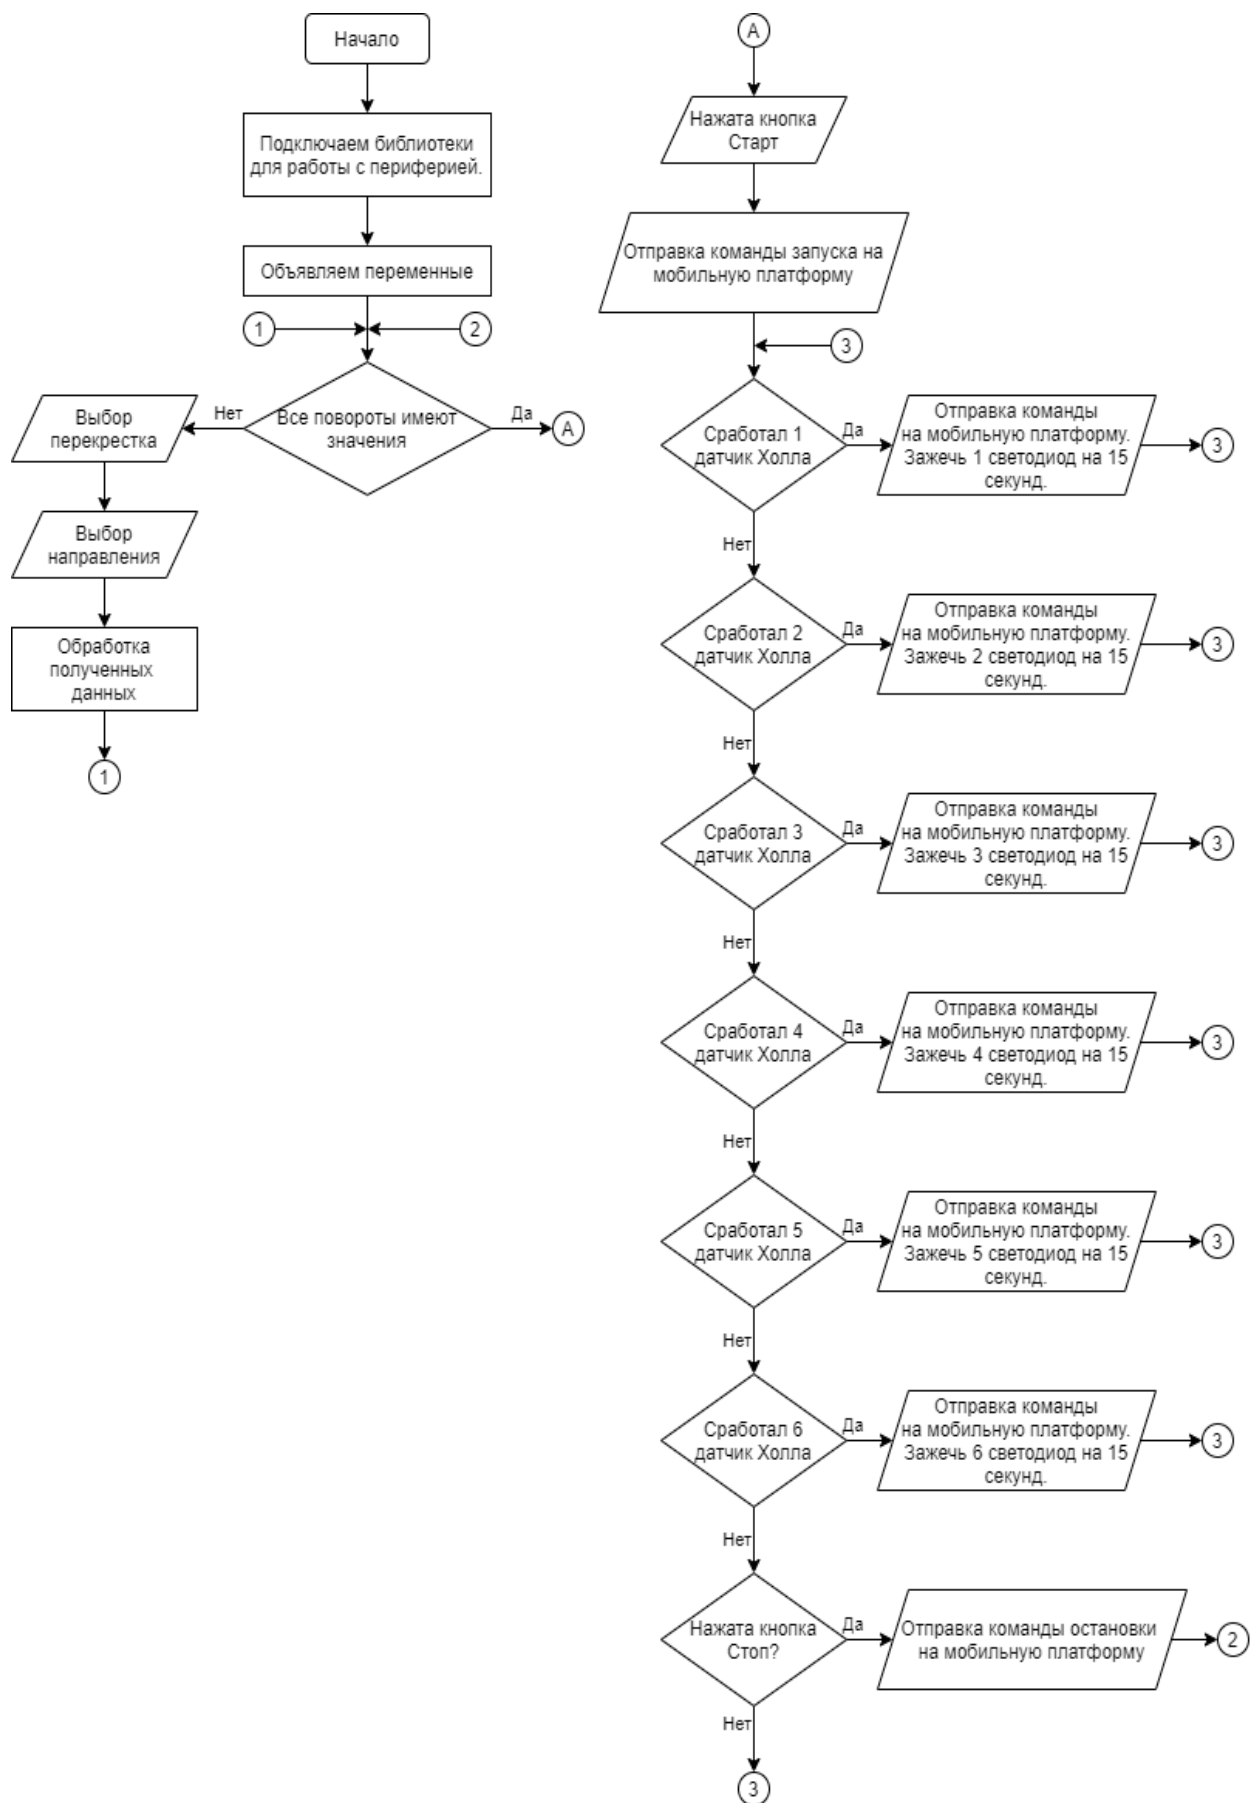 Начало
Подключаем библиотеки
для работы с периферией.
Объявляем переменные
1
2
Все повороты имеют
значения
Нет
Да
А
Выбор
перекрестка
Выбор
направления
Обработка
полученных
данных
1
А
Нажата кнопка
Старт
Отправка команды запуска на
мобильную платформу
3
Сработал 1
датчик Холла
Да
Отправка команды
на мобильную платформу.
Зажечь 1 светодиод на 15
секунд.
3
Нет
Сработал 2
датчик Холла
Да
Отправка команды
на мобильную платформу.
Зажечь 2 светодиод на 15
секунд.
3
Нет
Сработал 3
датчик Холла
Да
Отправка команды
на мобильную платформу.
Зажечь 3 светодиод на 15
секунд.
3
Нет
Сработал 4
датчик Холла
Да
Отправка команды
на мобильную платформу.
Зажечь 4 светодиод на 15
секунд.
3
Нет
Сработал 5
датчик Холла
Да
Отправка команды
на мобильную платформу.
Зажечь 5 светодиод на 15
секунд.
3
Нет
Сработал 6
датчик Холла
Да
Отправка команды
на мобильную платформу.
Зажечь 6 светодиод на 15
секунд.
3
Нет
Нажата кнопка
Стоп?
Да
Отправка команды остановки
на мобильную платформу
2
Нет
3